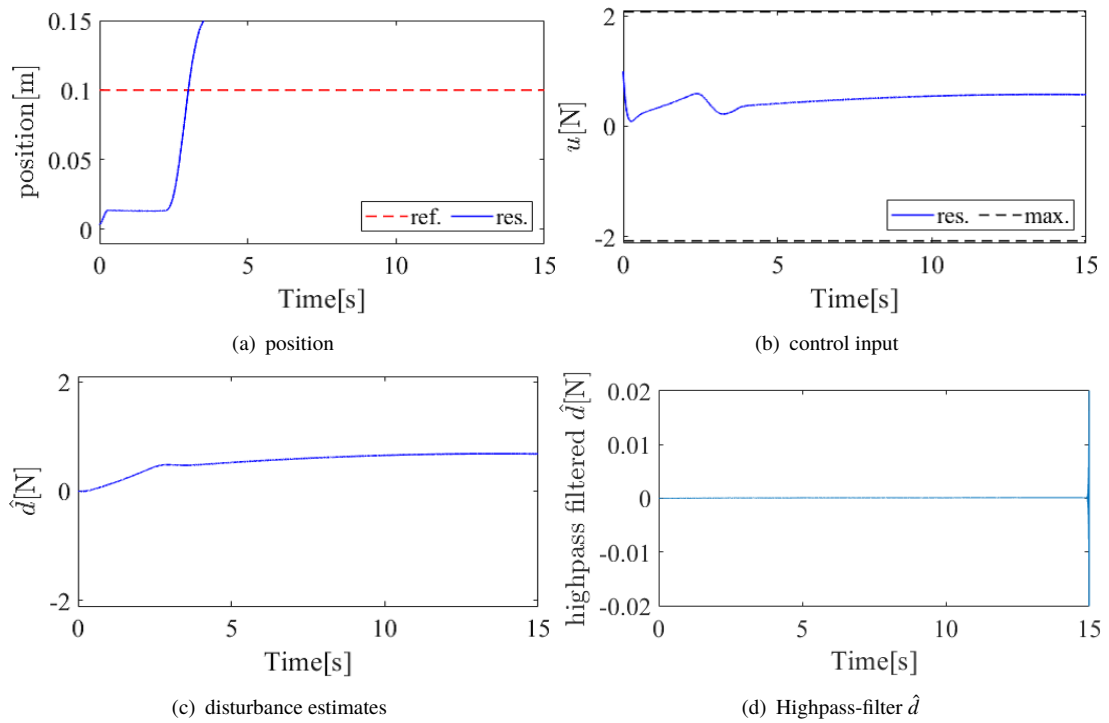 0.15
0.1
0.05
0
position[m]
ref. res.
0 5 10 15
Time[s]
(a) position
2
0
-2
u[N]
res. max.
0 5 10 15
Time[s]
(b) control input
2
0
-2
d̂[N]
0 5 10 15
Time[s]
(c) disturbance estimates
0.02
0.01
0
-0.01
-0.02
highpass filtered d̂[N]
0 5 10 15
Time[s]
(d) Highpass-filter d̂